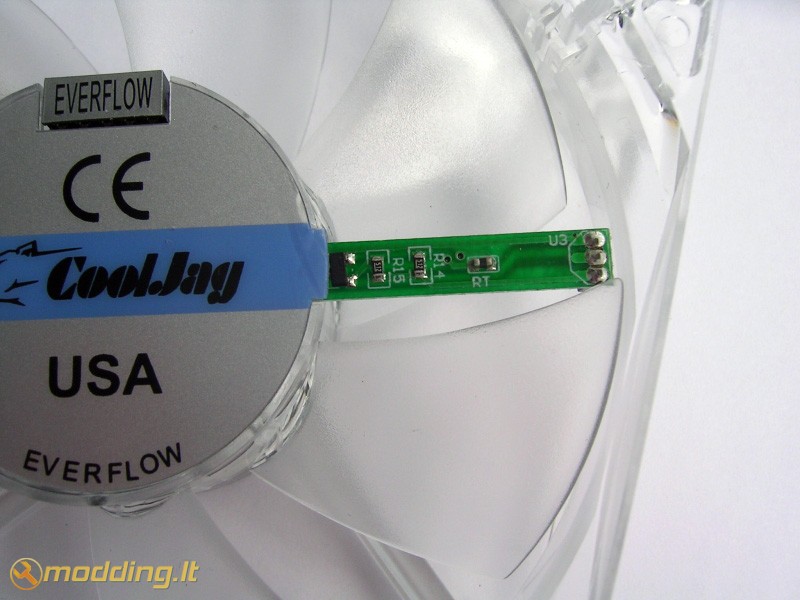 EVERFLOW
CE
U3
R15
R14
RT
CoolJag
USA
EVERFLOW
modding.lt